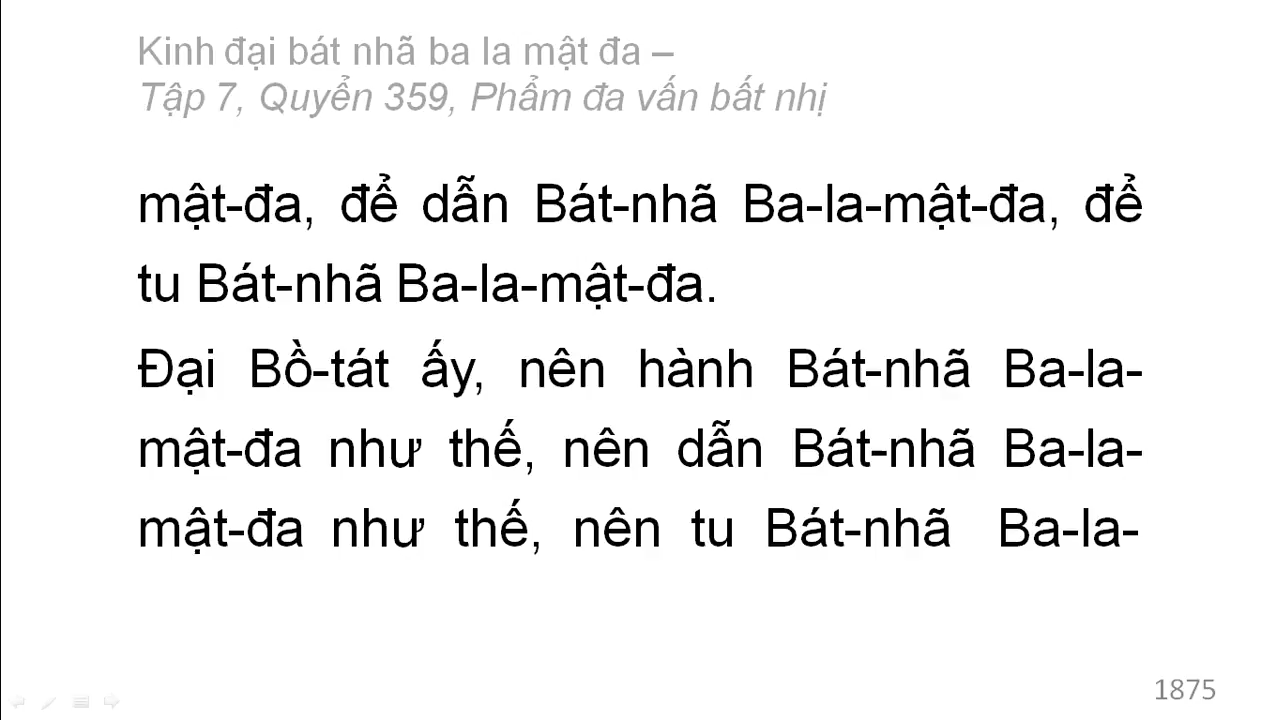 Kinh đại bát nhã ba la mật đa –
Tập 7, Quyển 359, Phẩm đa vấn bất nhị
mật-đa, để dẫn Bát-nhã Ba-la-mật-đa, để
tu Bát-nhã Ba-la-mật-đa.
Đại Bồ-tát ấy, nên hành Bát-nhã Ba-la-
mật-đa như thế, nên dẫn Bát-nhã Ba-la-
mật-đa như thế, nên tu Bát-nhã Ba-la-
1875